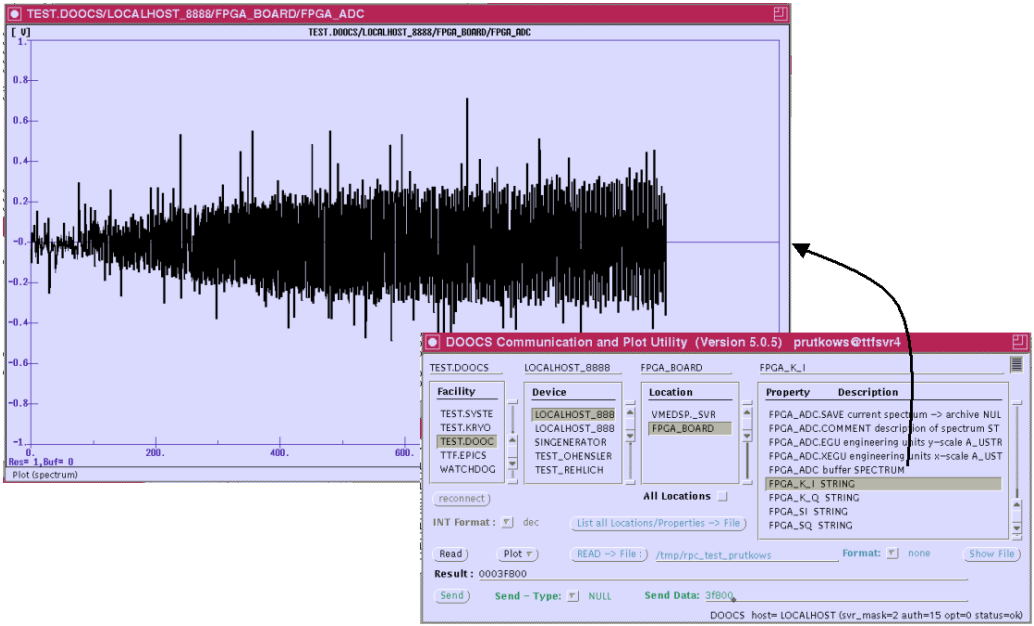 TEST.DOOCS/LOCALHOST_8888/FPGA_BOARD/FPGA_ADC
[ V] TEST.DOOCS/LOCALHOST_8888/FPGA_BOARD/FPGA_ADC
1.
0.8
0.6
0.4
0.2
-0.
-0.2
-0.4
-0.6
-0.8
-1.
0. 200. 400. 600.
Res= 1,Buf= 0
Plot (spectrum)
DOOCS Communication and Plot Utility (Version 5.0.5) prutkows@ttfsvr4
TEST.DOOCS LOCALHOST_8888 FPGA_BOARD FPGA_K_I
Facility Device Location Property Description
TEST.SYSTE LOCALHOST_888 VMEDSP._SVR FPGA_ADC.SAVE current spectrum -> archive NUL
TEST.KRYO LOCALHOST_888 FPGA_BOARD FPGA_ADC.COMMENT description of spectrum ST
TEST.DOOC SINGENERATOR FPGA_ADC.EGU engineering units y-scale A_USTR
TTF.EPICS TEST_OHENSLER FPGA_ADC.XEGU engineering units x-scale A_UST
WATCHDOG TEST_REHLICH FPGA_ADC buffer SPECTRUM
FPGA_K_I STRING
FPGA_K_Q STRING
FPGA_SI STRING
FPGA_SQ STRING
reconnect All Locations
INT Format : dec List all Locations/Properties -> File
Read Plot READ -> File : /tmp/rpc_test_prutkows Format: none Show File
Result : 0003F800
Send Send - Type: NULL Send Data: 3f800
DOOCS host= LOCALHOST (svr_mask=2 auth=15 opt=0 status=ok)